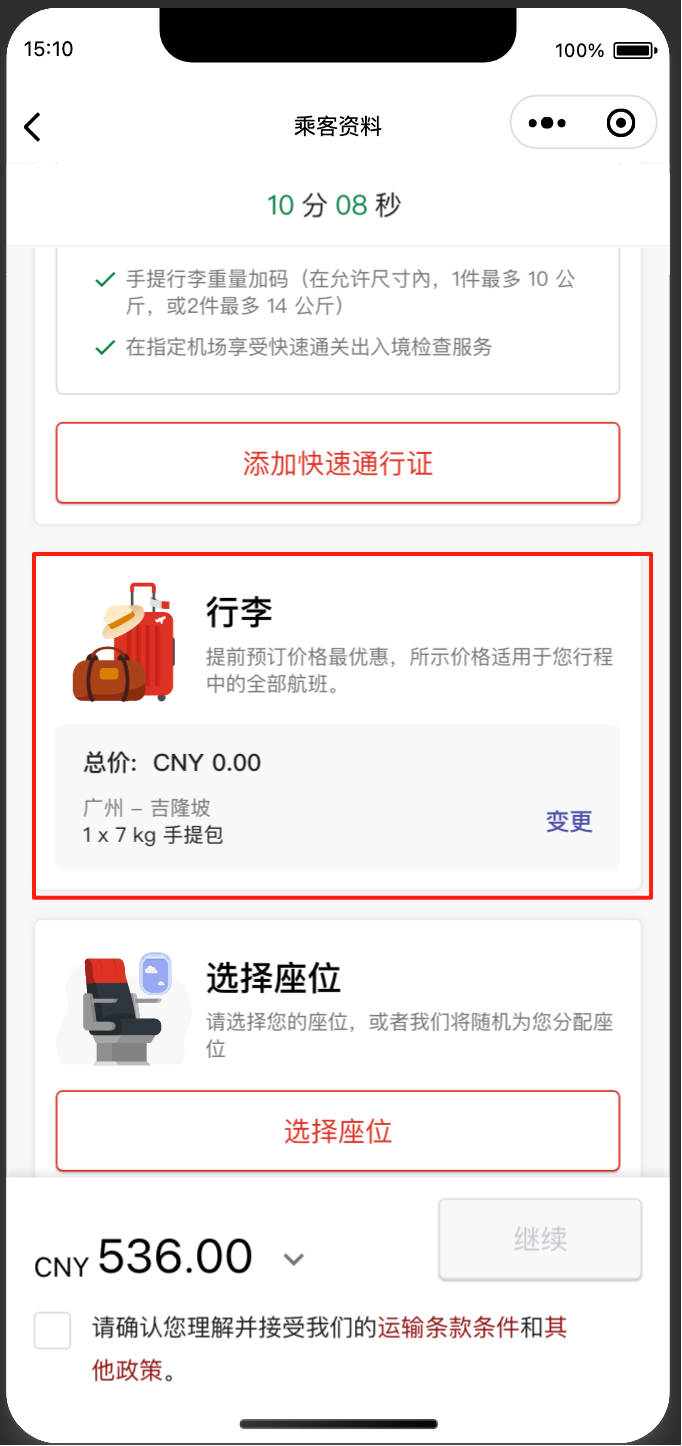 15:10
100%
乘客资料
10 分 08 秒
手提行李重量加码（在允许尺寸內，1件最多 10 公
斤，或2件最多 14 公斤）
在指定机场享受快速通关出入境检查服务
添加快速通行证
行李
提前预订价格最优惠，所示价格适用于您行程
中的全部航班。
总价: CNY 0.00
广州 – 吉隆坡
1 x 7 kg 手提包
变更
选择座位
请选择您的座位，或者我们将随机为您分配座
位
选择座位
CNY 536.00
继续
请确认您理解并接受我们的运输条款条件和其
他政策。